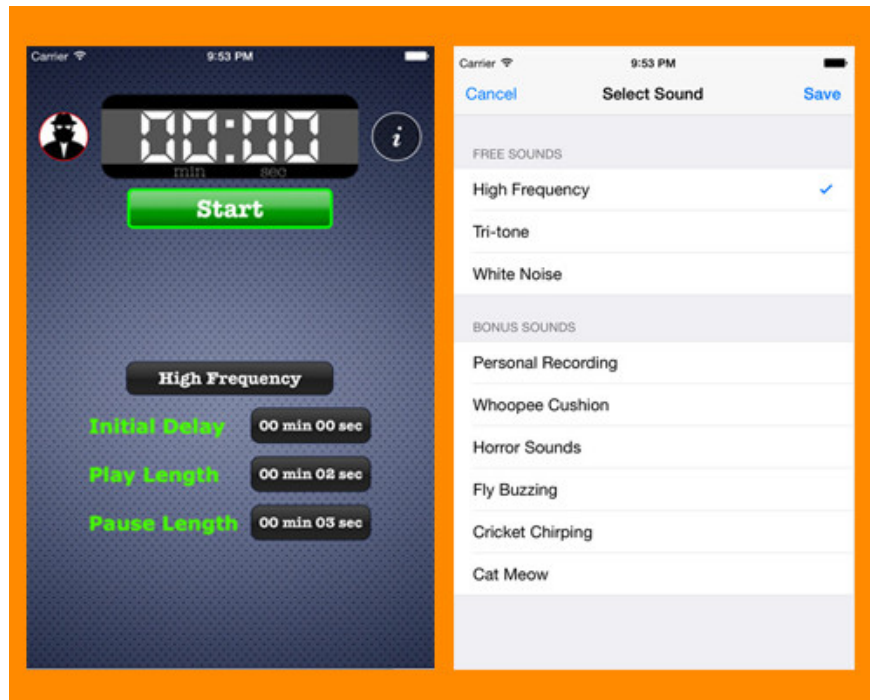 Carrier 9:53 PM
00:00
min sec
i
Start
High Frequency
Initial Delay 00 min 00 sec
Play Length 00 min 02 sec
Pause Length 00 min 03 sec
Carrier 9:53 PM
Cancel Select Sound Save
FREE SOUNDS
High Frequency
Tri-tone
White Noise
BONUS SOUNDS
Personal Recording
Whoopee Cushion
Horror Sounds
Fly Buzzing
Cricket Chirping
Cat Meow